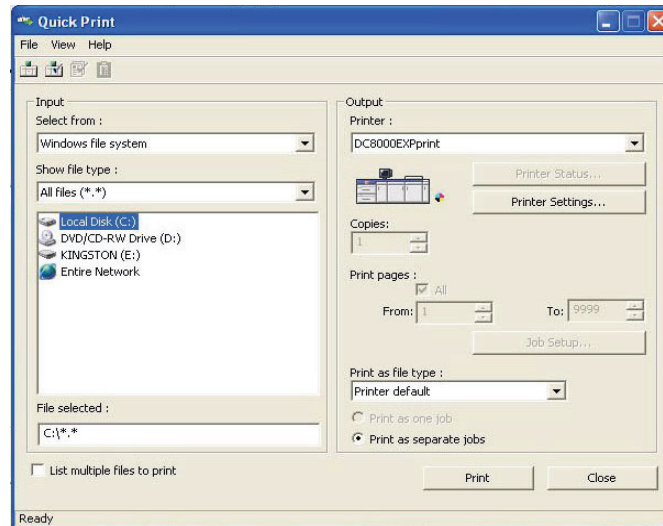 Quick Print
File View Help
Input
Select from :
Windows file system
Show file type :
All files (*.*)
Local Disk (C:)
DVD/CD-RW Drive (D:)
KINGSTON (E:)
Entire Network
File selected :
C:\*.*
List multiple files to print
Output
Printer :
DC8000EXPprint
Printer Status...
Printer Settings...
Copies:
1
Print pages :
All
From: 1 To: 9999
Job Setup...
Print as file type :
Printer default
Print as one job
Print as separate jobs
Print Close
Ready